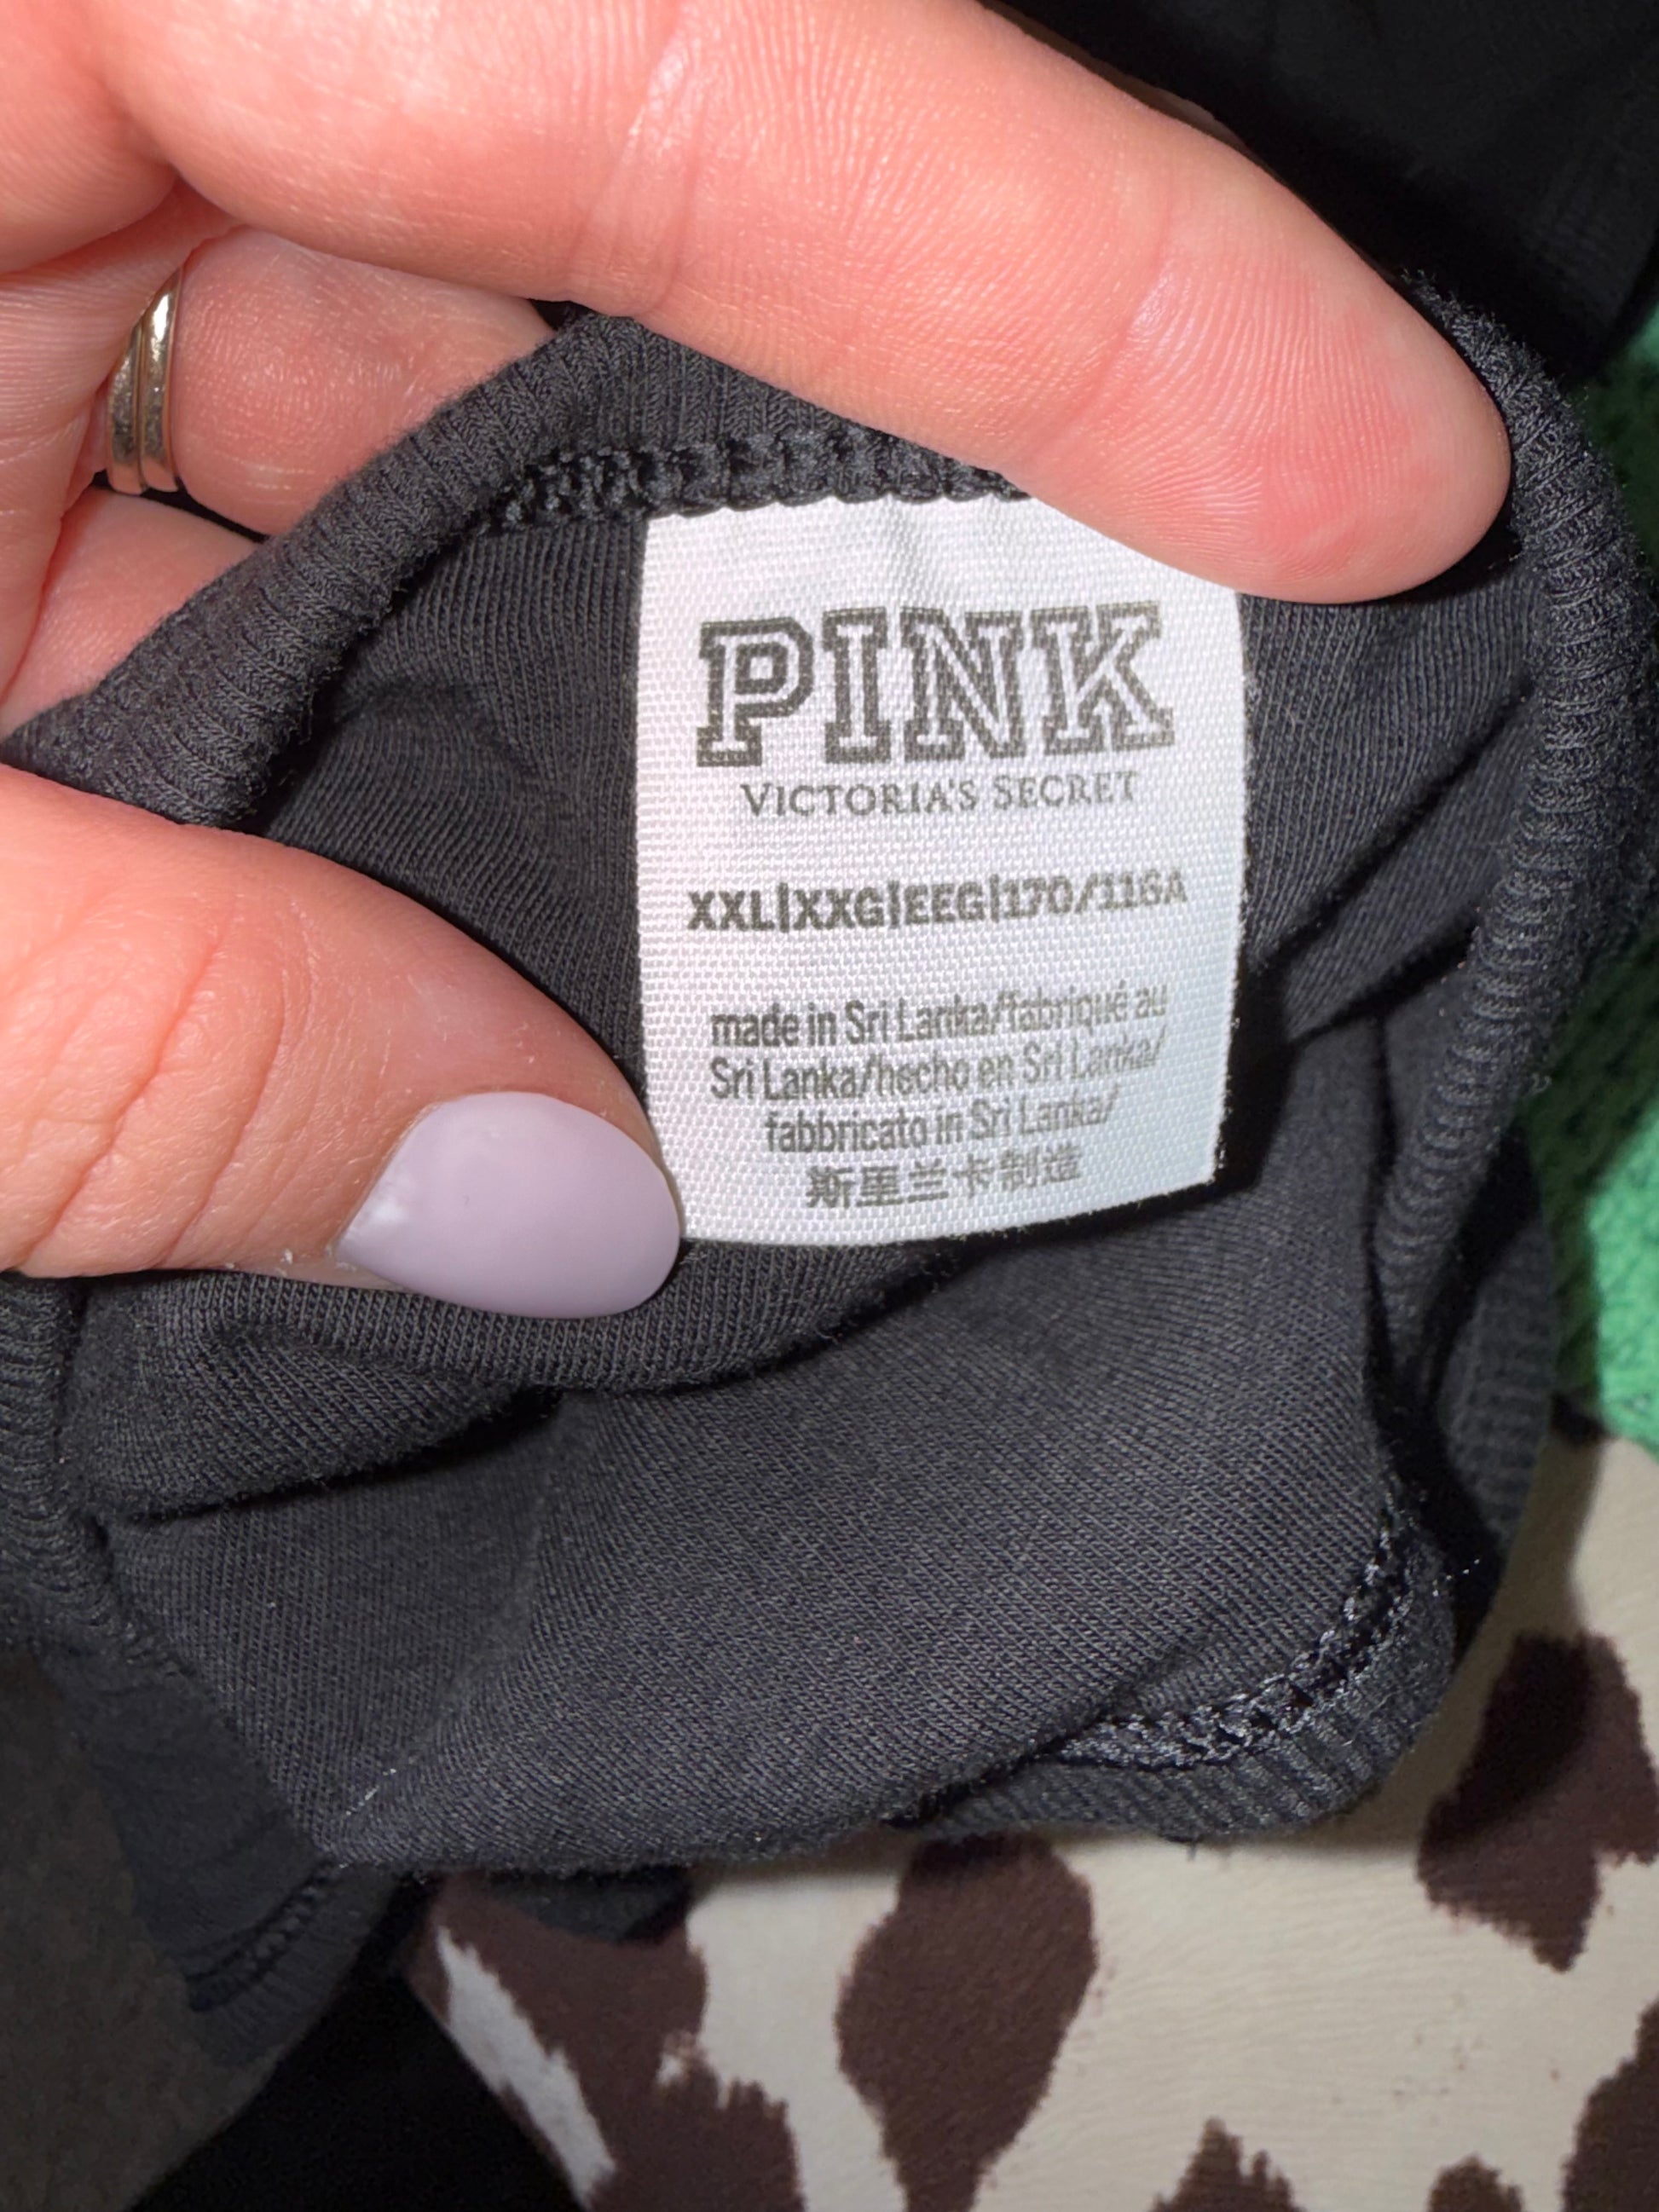 PINK
VICTORIA'S SECRET
XXL|XXG|EEG|170/116A
made in Sri Lanka/fabriqué au
Sri Lanka/hecho en Sri Lanka/
fabbricato in Sri Lanka/
斯里兰卡制造